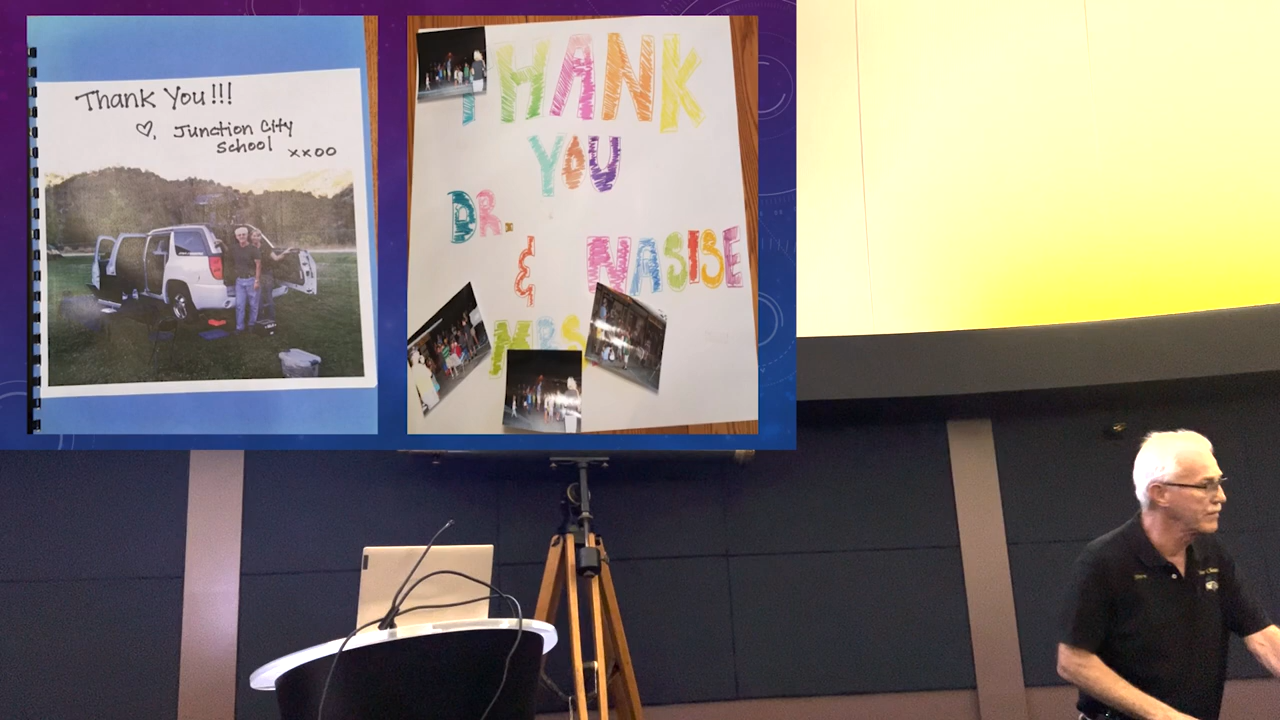 Thank You!!!
♡, Junction City
School
xxoo
THANK
YOU
DR.
& NASISE
MRS